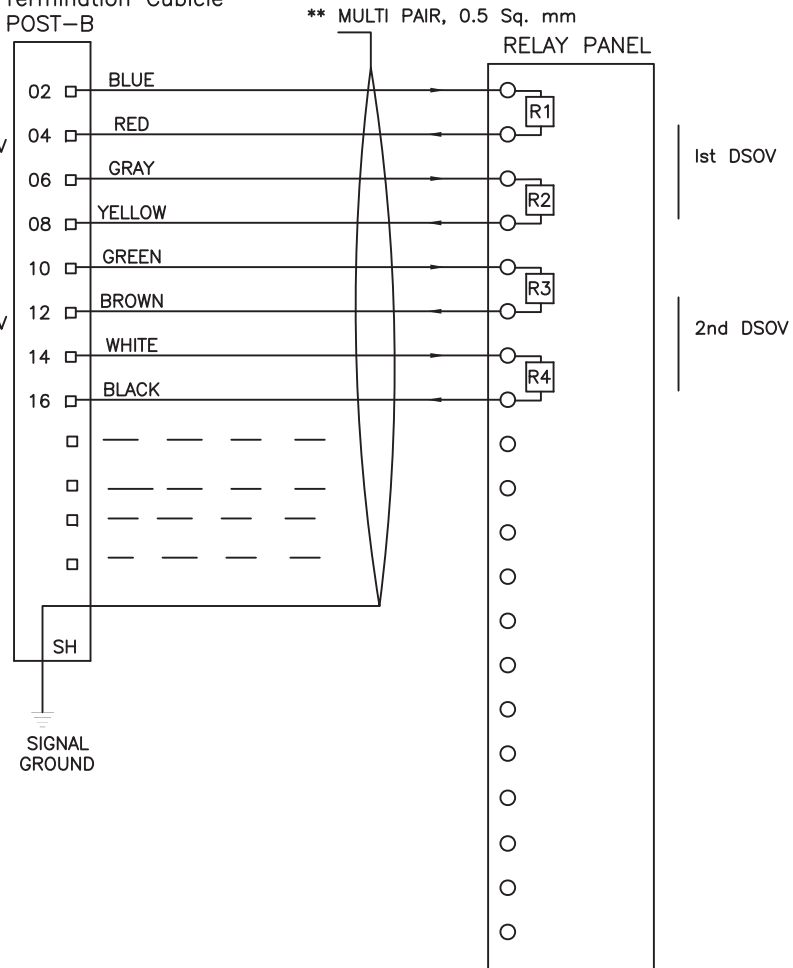 Termination Cubicle
POST-B
** MULTI PAIR, 0.5 Sq. mm
RELAY PANEL
02 BLUE R1
04 RED
06 GRAY R2
08 YELLOW
10 GREEN R3
12 BROWN
14 WHITE R4
16 BLACK
Ist DSOV
2nd DSOV
SH
SIGNAL
GROUND